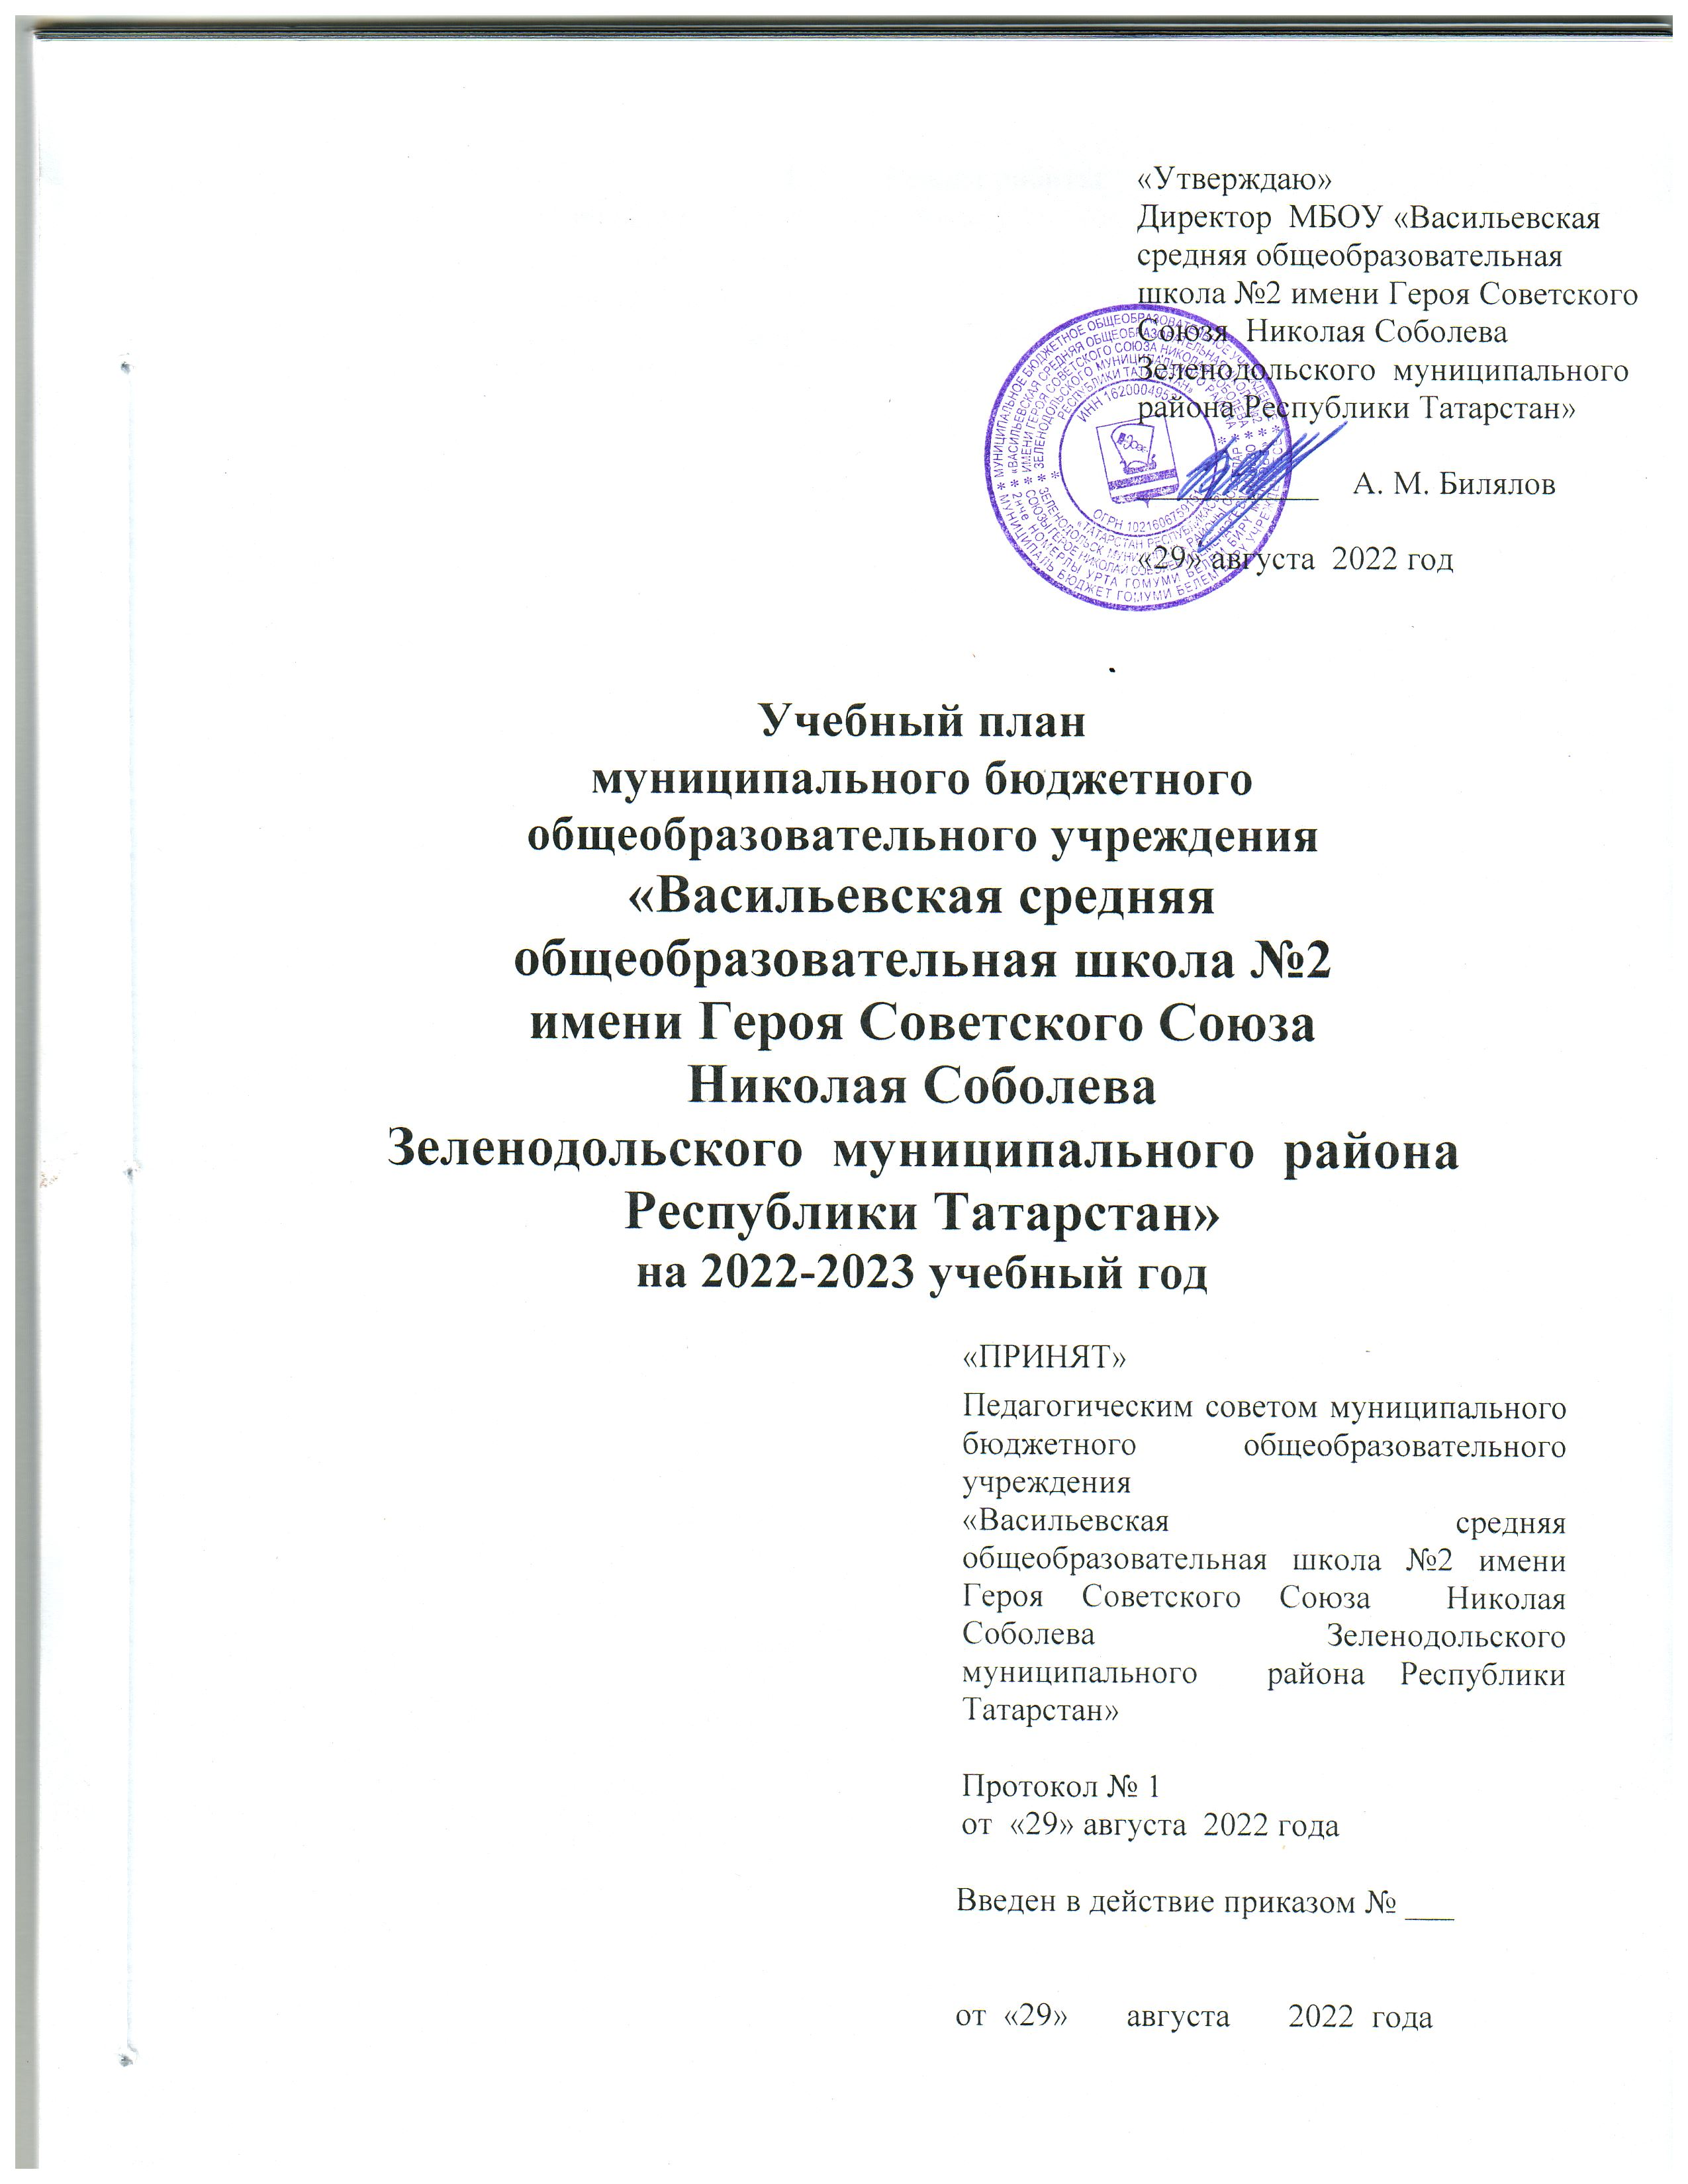 «Утверждаю»
Директор МБОУ «Васильевская
средняя общеобразовательная
школа №2 имени Героя Советского
Союзя Николая Соболева
Зеленодольского муниципального
района Республики Татарстан»
А. М. Билялов
«29» августа 2022 год
ИНН 1620004952
ОГРН
Учебный план
муниципального бюджетного
общеобразовательного учреждения
«Васильевская средняя
общеобразовательная школа №2
имени Героя Советского Союза
Николая Соболева
Зеленодольского муниципального района
Республики Татарстан»
на 2022-2023 учебный год
«ПРИНЯТ»
Педагогическим советом муниципального
бюджетного общеобразовательного
учреждения
«Васильевская средняя
общеобразовательная школа №2 имени
Героя Советского Союза Николая
Соболева Зеленодольского
муниципального района Республики
Татарстан»
Протокол № 1
от «29» августа 2022 года
Введен в действие приказом № ___
от «29» августа 2022 года